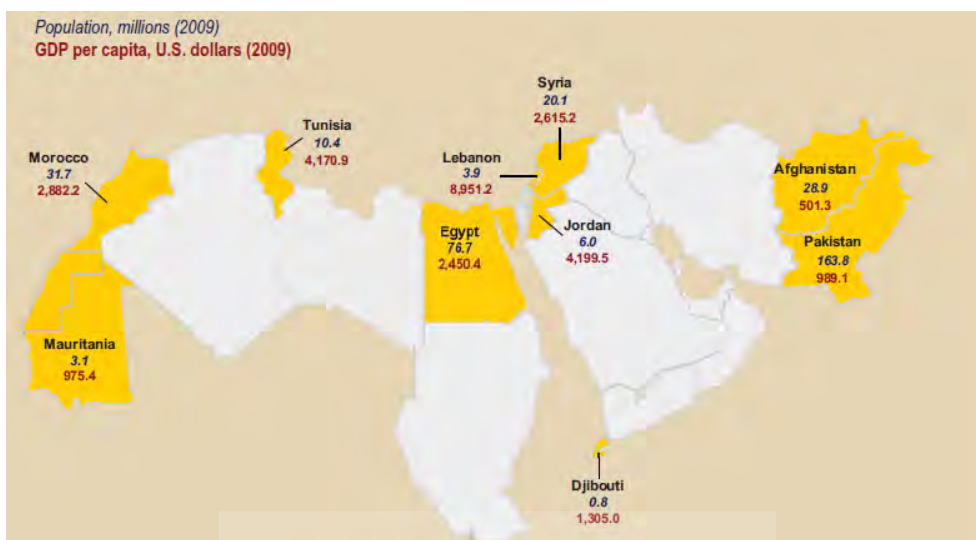 Population, millions (2009)
GDP per capita, U.S. dollars (2009)
Syria
20.1
2,615.2
Tunisia
10.4
4,170.9
Morocco
31.7
2,882.2
Lebanon
3.9
8,951.2
Afghanistan
28.9
501.3
Egypt
76.7
2,450.4
Jordan
6.0
4,199.5
Pakistan
163.8
989.1
Mauritania
3.1
975.4
Djibouti
0.8
1,305.0